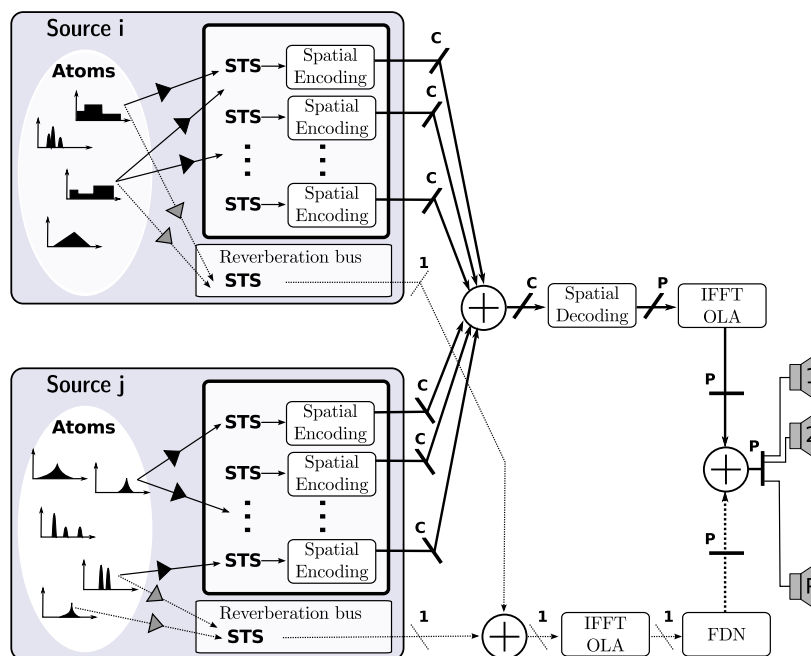 Source i
Atoms
STS
Spatial
Encoding
C
STS
Spatial
Encoding
C
STS
Spatial
Encoding
C
Reverberation bus
STS
1
C
Spatial
Decoding
P
IFFT
OLA
P
Source j
Atoms
STS
Spatial
Encoding
C
STS
Spatial
Encoding
C
STS
Spatial
Encoding
C
Reverberation bus
STS
1
1
IFFT
OLA
1
FDN
P
P
1
2
P